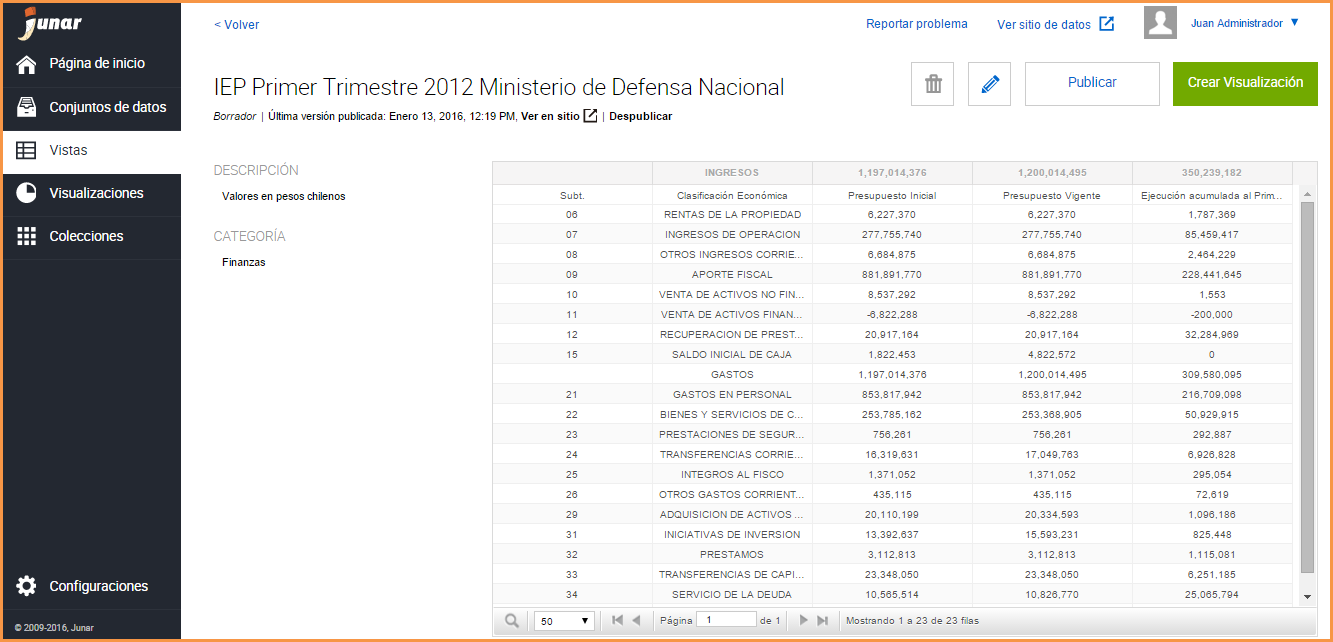 junar
< Volver
Reportar problema
Ver sitio de datos
Juan Administrador
Página de inicio
Conjuntos de datos
Vistas
Visualizaciones
Colecciones
Configuraciones
© 2009-2016, Junar
IEP Primer Trimestre 2012 Ministerio de Defensa Nacional
Publicar
Crear Visualización
Borrador | Última versión publicada: Enero 13, 2016, 12:19 PM, Ver en sitio | Despublicar
DESCRIPCIÓN
Valores en pesos chilenos
CATEGORÍA
Finanzas
INGRESOS 1,197,014,376 1,200,014,495 350,239,182
Subt. Clasificación Económica Presupuesto Inicial Presupuesto Vigente Ejecución acumulada al Prim...
06 RENTAS DE LA PROPIEDAD 6,227,370 6,227,370 1,787,369
07 INGRESOS DE OPERACION 277,755,740 277,755,740 85,459,417
08 OTROS INGRESOS CORRIE... 6,684,875 6,684,875 2,464,229
09 APORTE FISCAL 881,891,770 881,891,770 228,441,645
10 VENTA DE ACTIVOS NO FIN... 8,537,292 8,537,292 1,553
11 VENTA DE ACTIVOS FINAN... -6,822,288 -6,822,288 -200,000
12 RECUPERACION DE PREST... 20,917,164 20,917,164 32,284,969
15 SALDO INICIAL DE CAJA 1,822,453 4,822,572 0
GASTOS 1,197,014,376 1,200,014,495 309,580,095
21 GASTOS EN PERSONAL 853,817,942 853,817,942 216,709,098
22 BIENES Y SERVICIOS DE C... 253,785,162 253,368,905 50,929,915
23 PRESTACIONES DE SEGUR... 756,261 756,261 292,887
24 TRANSFERENCIAS CORRIE... 16,319,631 17,049,763 6,926,828
25 INTEGROS AL FISCO 1,371,052 1,371,052 295,054
26 OTROS GASTOS CORRIENT... 435,115 435,115 72,619
29 ADQUISICION DE ACTIVOS ... 20,110,199 20,334,593 1,096,186
31 INICIATIVAS DE INVERSION 13,392,637 15,593,231 825,448
32 PRESTAMOS 3,112,813 3,112,813 1,115,081
33 TRANSFERENCIAS DE CAPI... 23,348,050 23,348,050 6,251,185
34 SERVICIO DE LA DEUDA 10,565,514 10,826,770 25,065,794
50 Página 1 de 1 Mostrando 1 a 23 de 23 filas